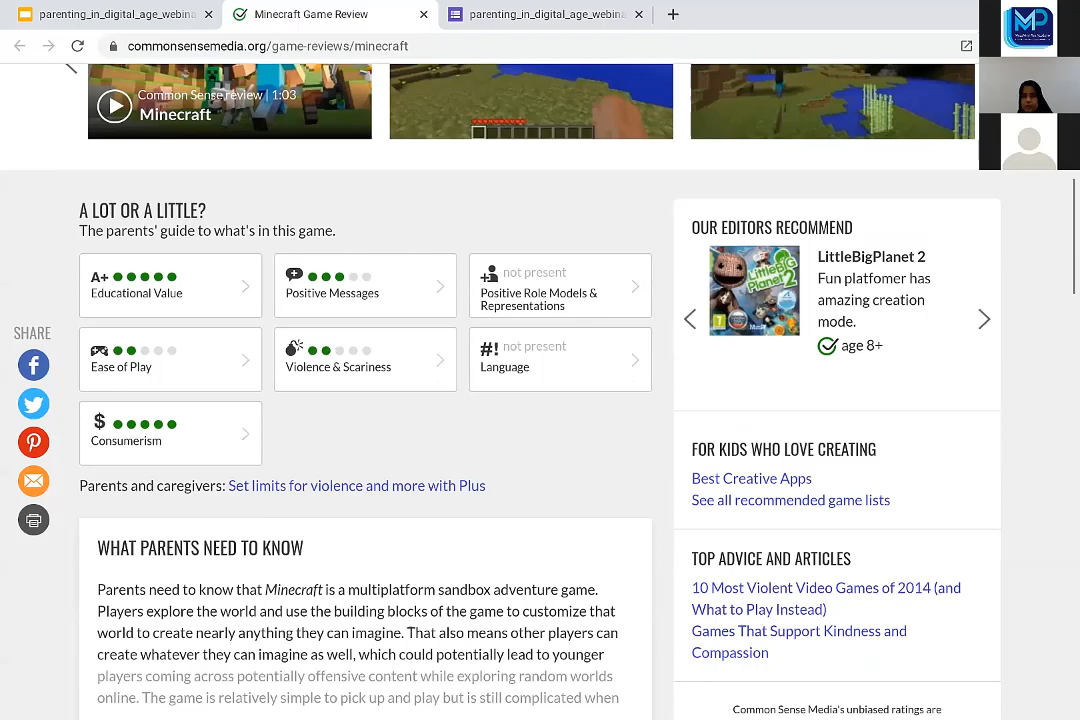 parenting_in_digital_age_webina
Minecraft Game Review
parenting_in_digital_age_webina
commonsensemedia.org/game-reviews/minecraft
MP
Common Sense review | 1:03
Minecraft
A LOT OR A LITTLE?
The parents' guide to what's in this game.
A+
Educational Value
Positive Messages
not present
Positive Role Models &
Representations
Ease of Play
Violence & Scariness
#! not present
Language
$
Consumerism
Parents and caregivers: Set limits for violence and more with Plus
SHARE
WHAT PARENTS NEED TO KNOW
Parents need to know that Minecraft is a multiplatform sandbox adventure game.
Players explore the world and use the building blocks of the game to customize that
world to create nearly anything they can imagine. That also means other players can
create whatever they can imagine as well, which could potentially lead to younger
players coming across potentially offensive content while exploring random worlds
online. The game is relatively simple to pick up and play but is still complicated when
OUR EDITORS RECOMMEND
LittleBigPlanet 2
Fun platfomer has
amazing creation
mode.
age 8+
FOR KIDS WHO LOVE CREATING
Best Creative Apps
See all recommended game lists
TOP ADVICE AND ARTICLES
10 Most Violent Video Games of 2014 (and
What to Play Instead)
Games That Support Kindness and
Compassion
Common Sense Media's unbiased ratings are